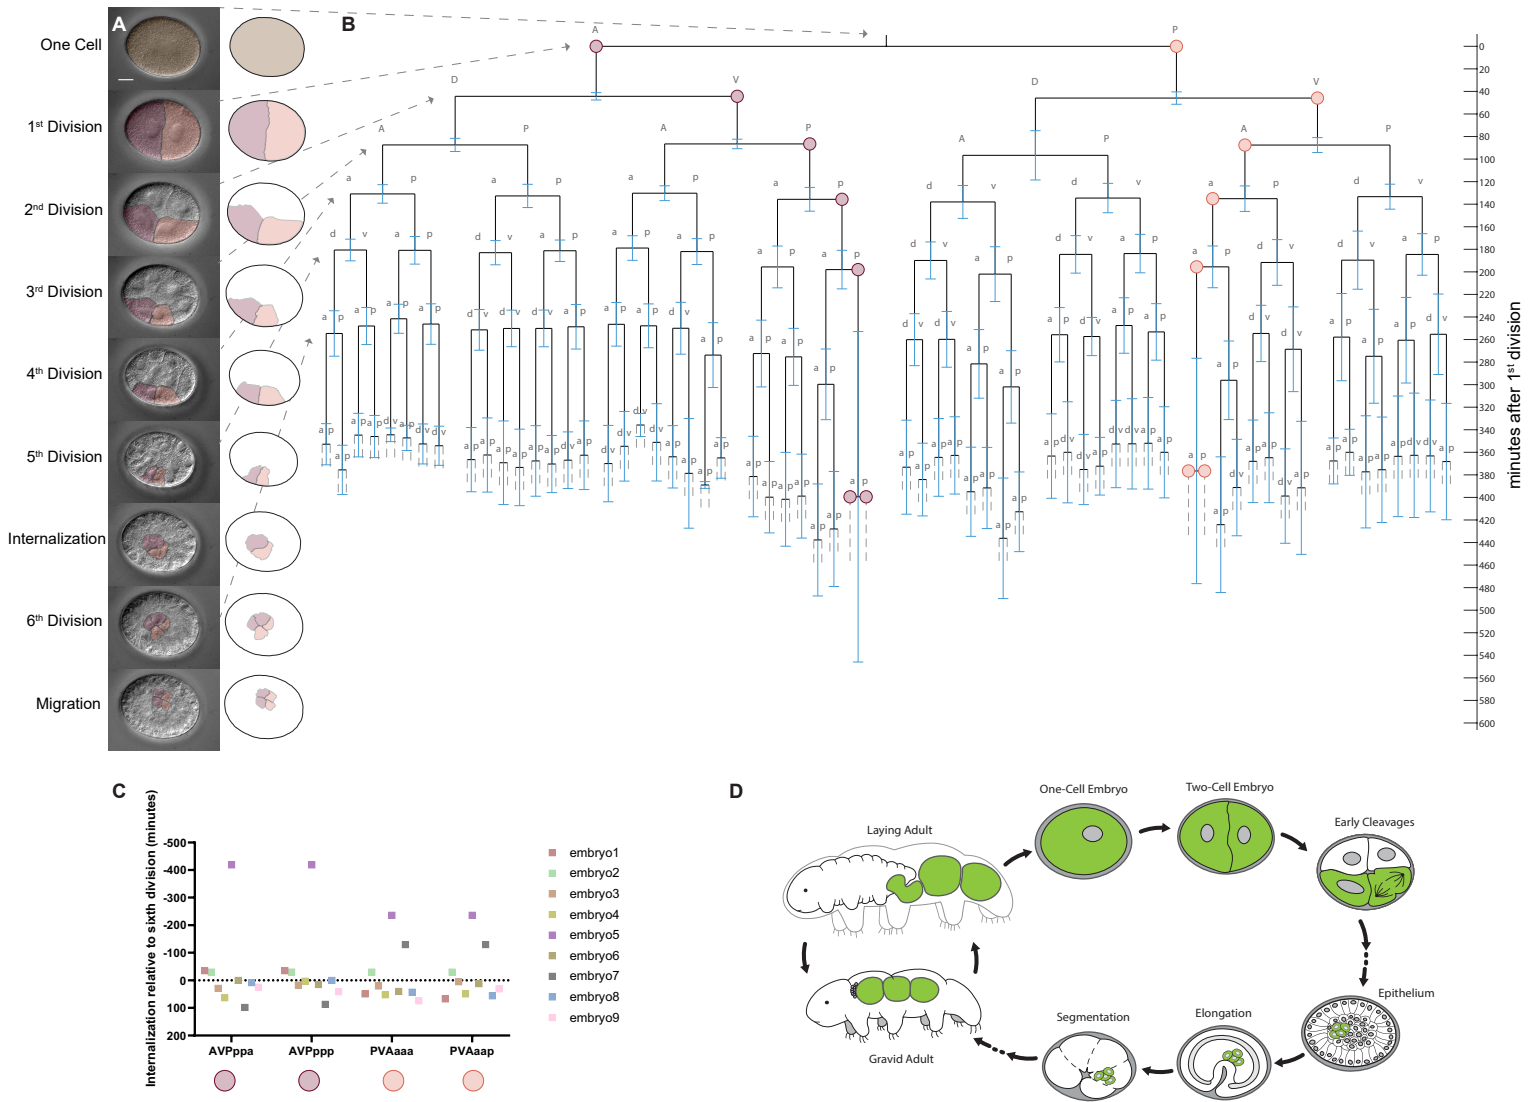 A
B
One Cell
1st Division
2nd Division
3rd Division
4th Division
5th Division
Internalization
6th Division
Migration
A P
D V D V
A P A P A P A P
a p a p a p a p d v d v a p d v
d v a p d v a p a p a p a p a p d v a p d v a p a p d v a p d v
a p a p a p a p d v d v d v d v a p d v d v a p a p a p a p d v d v a p a p a p d v a p a p a p d v d v a p a p d v
minutes after 1st division
0
20
40
60
80
100
120
140
160
180
200
220
240
260
280
300
320
340
360
380
400
420
440
460
480
500
520
540
560
580
600
C
Internalization relative to sixth division (minutes)
-500
-400
-300
-200
-100
0
100
200
AVPppa AVPppp PVAaaa PVAaap
embryo1
embryo2
embryo3
embryo4
embryo5
embryo6
embryo7
embryo8
embryo9
D
One-Cell Embryo
Two-Cell Embryo
Early Cleavages
Epithelium
Elongation
Segmentation
Gravid Adult
Laying Adult